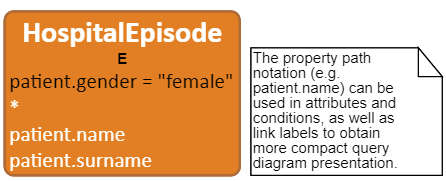 HospitalEpisode
E
patient.gender = "female"
*
patient.name
patient.surname
The property path
notation (e.g.
patient.name) can be
used in attributes and
conditions, as well as
link labels to obtain
more compact query
diagram presentation.